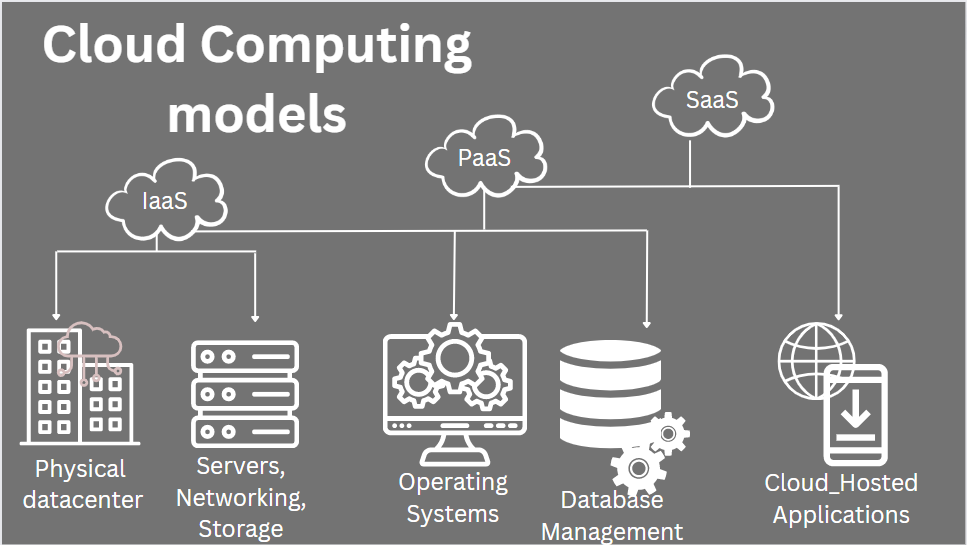 Cloud Computing
models
SaaS
PaaS
IaaS
Physical
datacenter
Servers,
Networking,
Storage
Operating
Systems
Database
Management
Cloud_Hosted
Applications